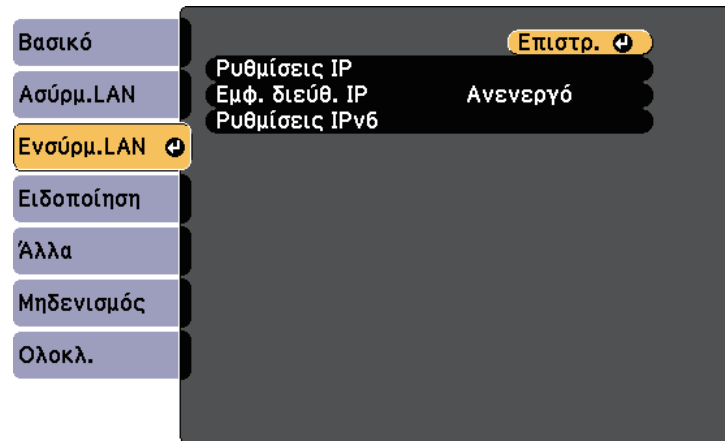 Βασικό
Ασύρμ.LAN
Ενσύρμ.LAN
Ειδοποίηση
Άλλα
Μηδενισμός
Ολοκλ.
Επιστρ.
Ρυθμίσεις IP
Εμφ. διεύθ. IP Ανενεργό
Ρυθμίσεις IPv6